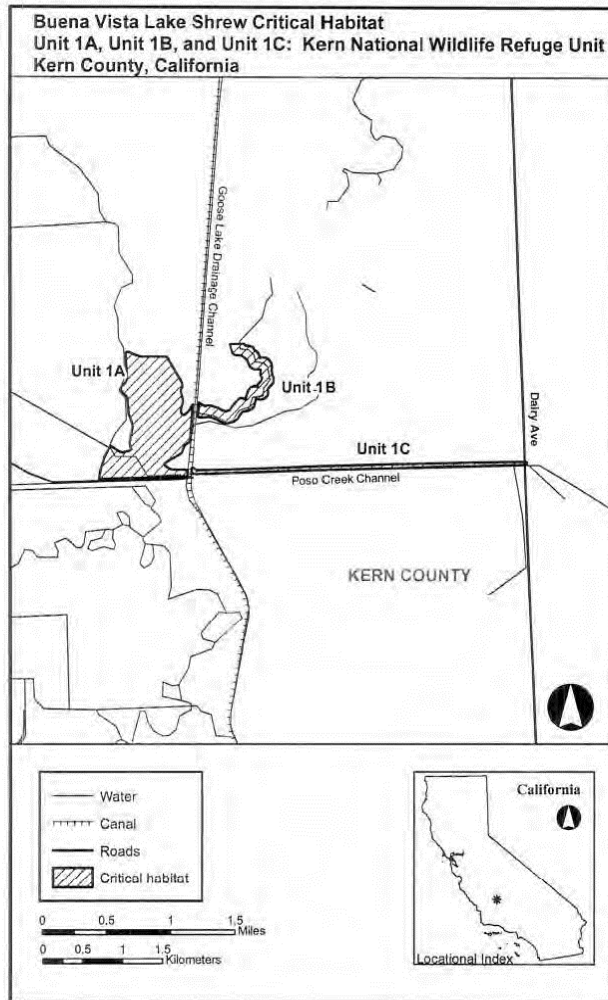 Buena Vista Lake Shrew Critical Habitat
Unit 1A, Unit 1B, and Unit 1C: Kern National Wildlife Refuge Unit
Kern County, California
Goose Lake Drainage Channel
Unit 1A
Unit 1B
Dairy Ave
Unit 1C
Poso Creek Channel
KERN COUNTY
Water
Canal
Roads
Critical habitat
0 0.5 1 1.5
Miles
0 0.5 1 1.5
Kilometers
California
Locational Index